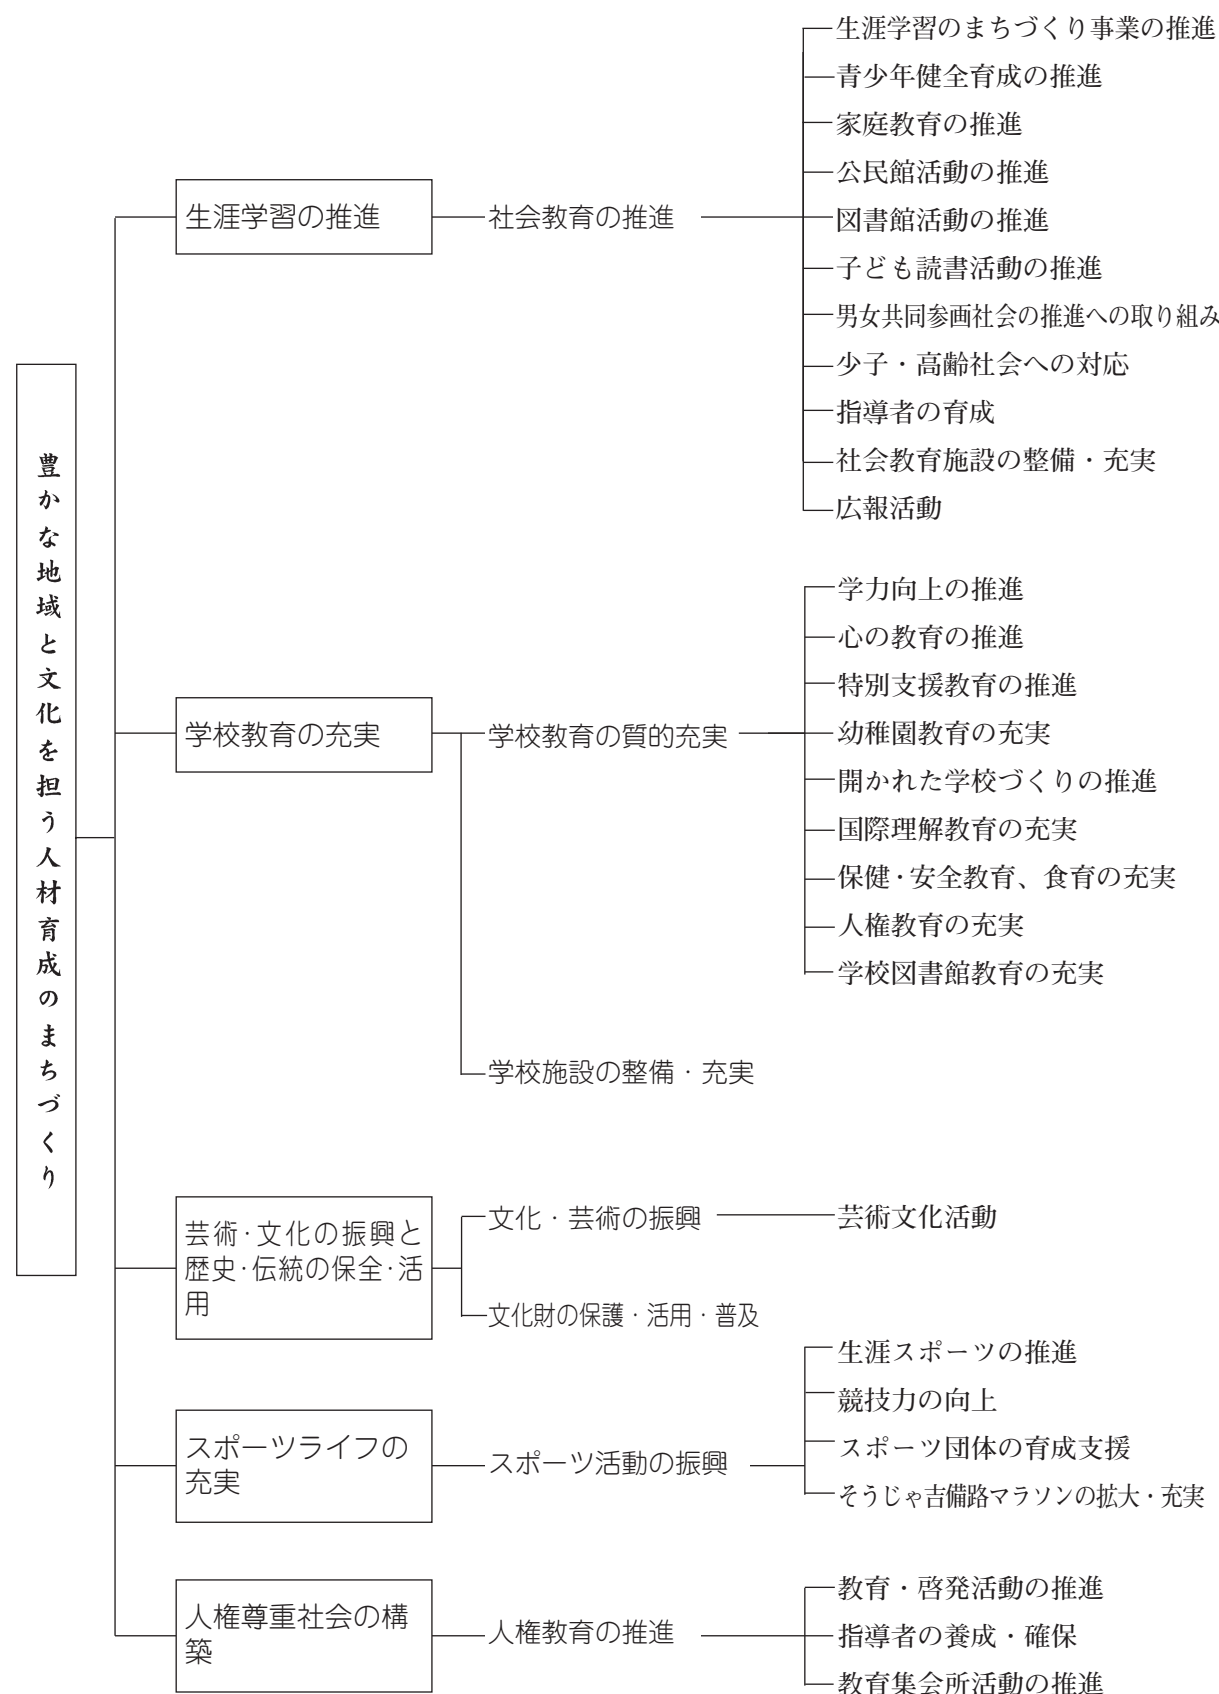 豊かな地域と文化を担う人材育成のまちづくり
生涯学習の推進
社会教育の推進
生涯学習のまちづくり事業の推進
青少年健全育成の推進
家庭教育の推進
公民館活動の推進
図書館活動の推進
子ども読書活動の推進
男女共同参画社会の推進への取り組み
少子・高齢社会への対応
指導者の育成
社会教育施設の整備・充実
広報活動
学校教育の充実
学校教育の質的充実
学力向上の推進
心の教育の推進
特別支援教育の推進
幼稚園教育の充実
開かれた学校づくりの推進
国際理解教育の充実
保健・安全教育、食育の充実
人権教育の充実
学校図書館教育の充実
学校施設の整備・充実
芸術・文化の振興と
歴史・伝統の保全・活
用
文化・芸術の振興
芸術文化活動
文化財の保護・活用・普及
スポーツライフの
充実
スポーツ活動の振興
生涯スポーツの推進
競技力の向上
スポーツ団体の育成支援
そうじゃ吉備路マラソンの拡大・充実
人権尊重社会の構
築
人権教育の推進
教育・啓発活動の推進
指導者の養成・確保
教育集会所活動の推進